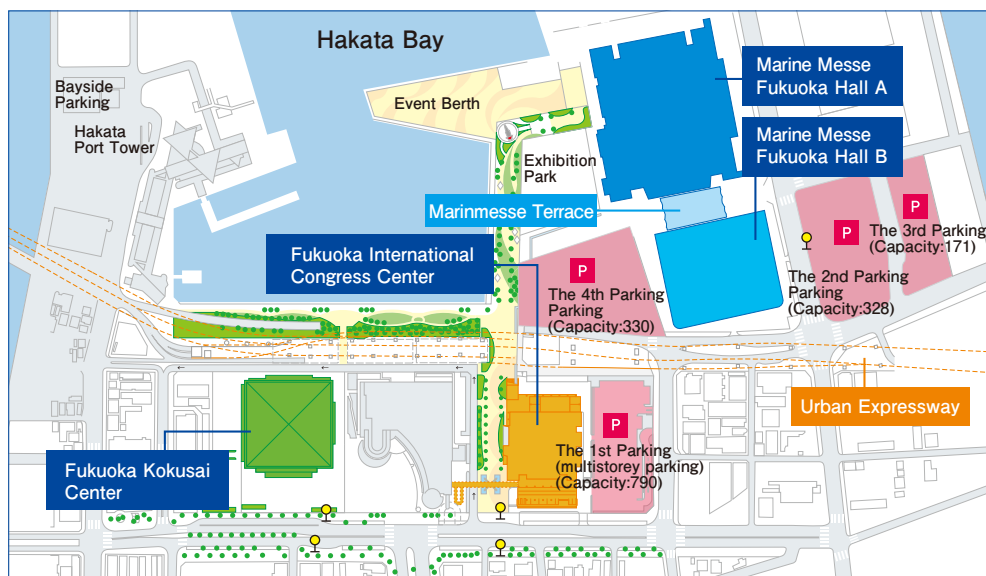 Hakata Bay
Bayside
Parking
Hakata
Port Tower
Event Berth
Exhibition
Park
Marine Messe
Fukuoka Hall A
Marine Messe
Fukuoka Hall B
Marinmesse Terrace
Fukuoka International
Congress Center
P
The 4th Parking
Parking
(Capacity:330)
P
The 3rd Parking
(Capacity:171)
P
The 2nd Parking
Parking
(Capacity:328)
Urban Expressway
P
The 1st Parking
(multistorey parking)
(Capacity:790)
Fukuoka Kokusai
Center